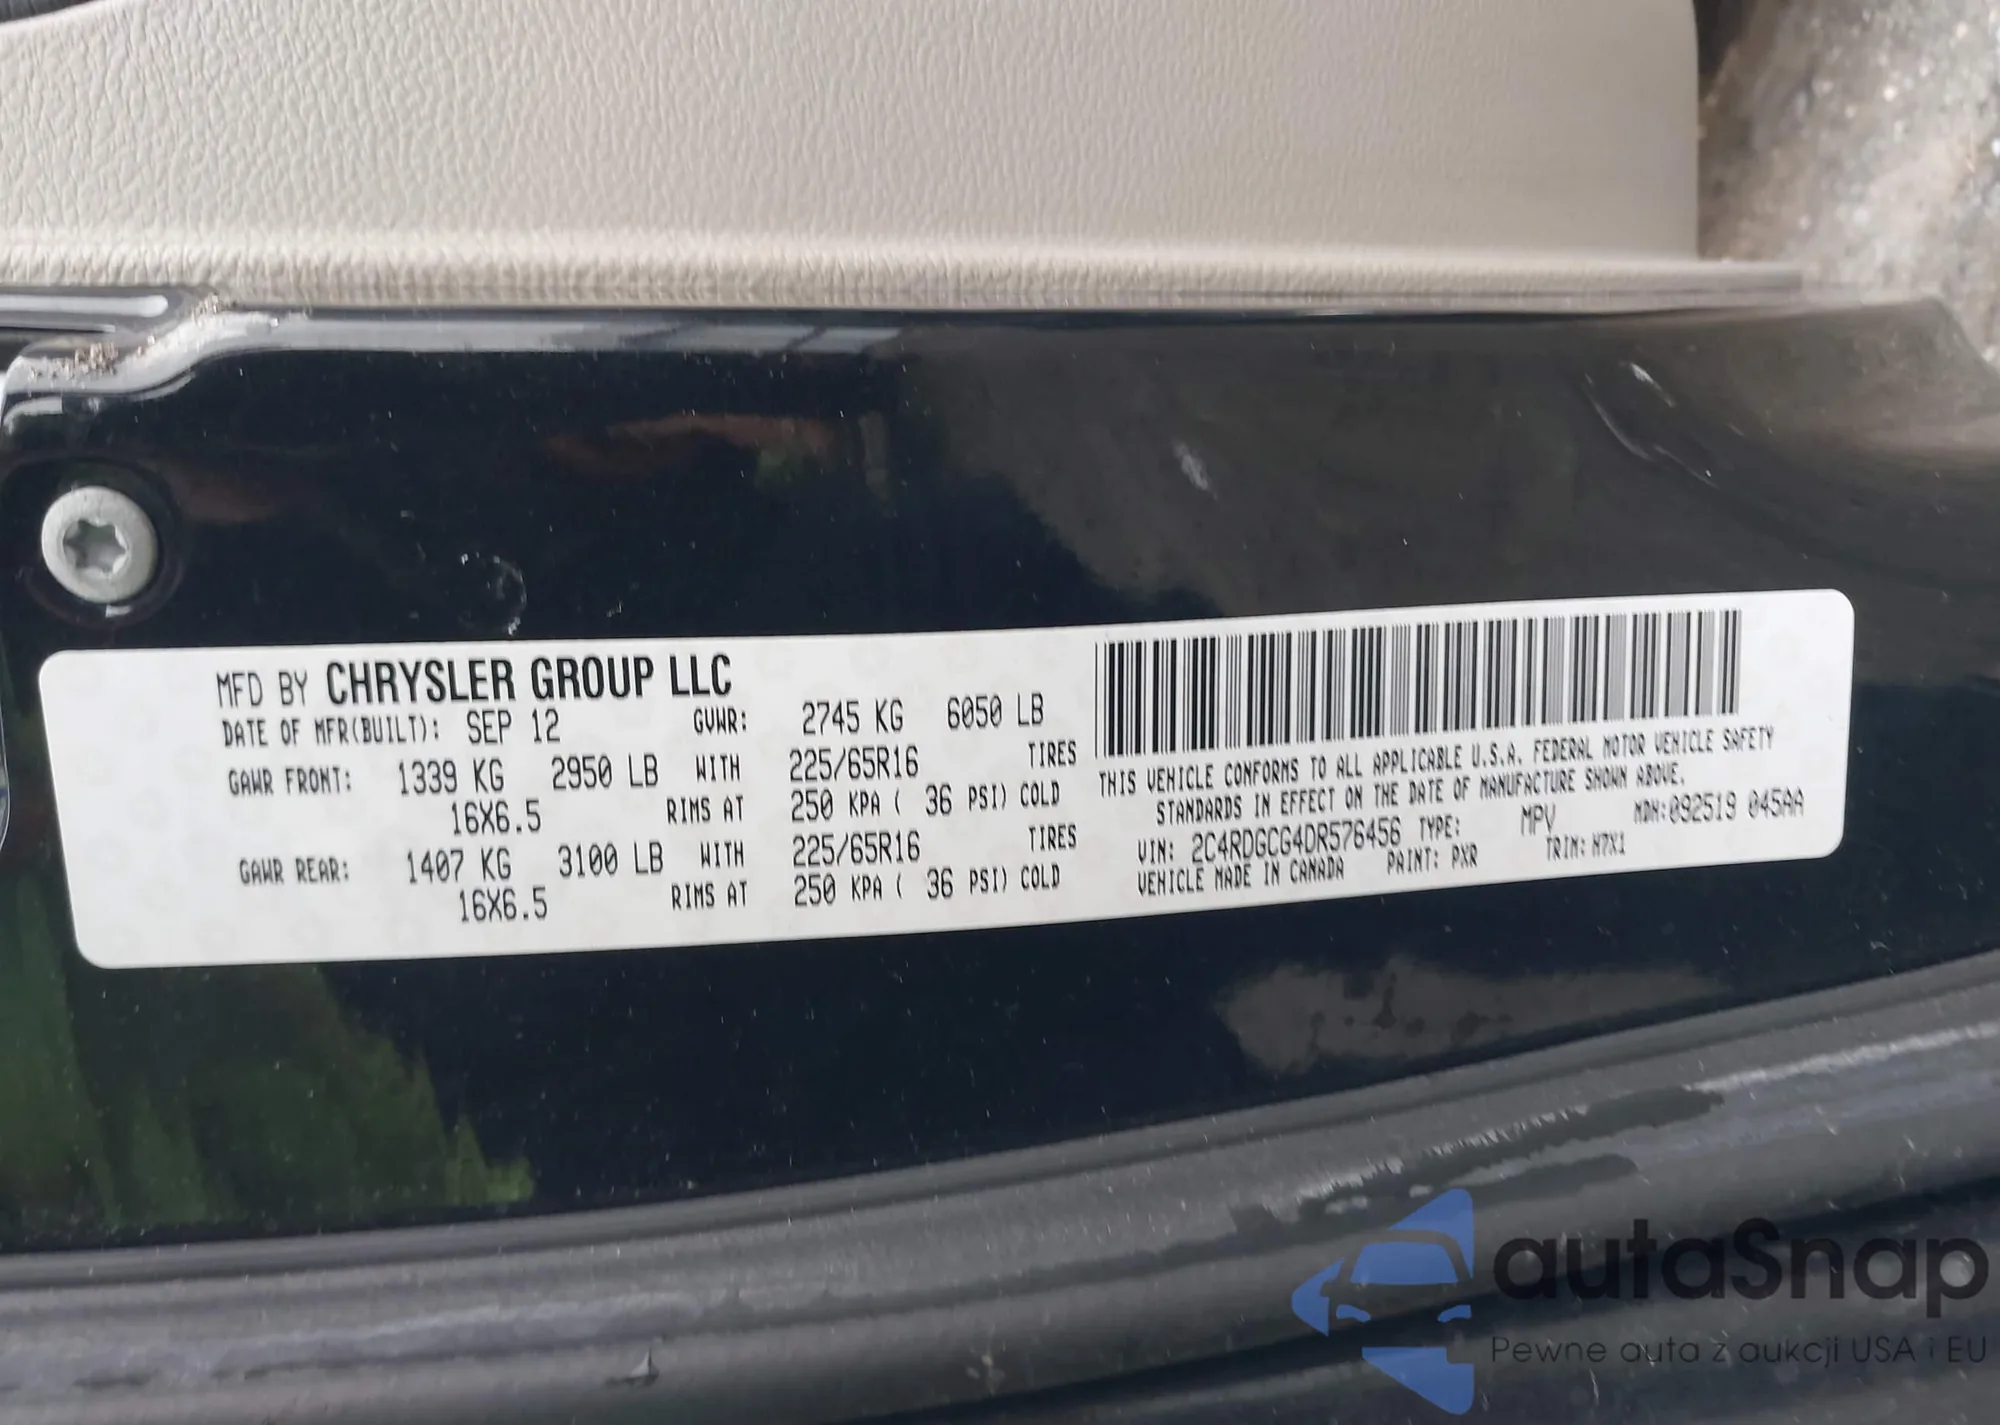 MFD BY CHRYSLER GROUP LLC
DATE OF MFR(BUILT): SEP 12 GVWR: 2745 KG 6050 LB
GAWR FRONT: 1339 KG 2950 LB WITH 225/65R16 TIRES
16X6.5 RIMS AT 250 KPA ( 36 PSI) COLD
GAWR REAR: 1407 KG 3100 LB WITH 225/65R16 TIRES
16X6.5 RIMS AT 250 KPA ( 36 PSI) COLD
THIS VEHICLE CONFORMS TO ALL APPLICABLE U.S.A. FEDERAL MOTOR VEHICLE SAFETY
STANDARDS IN EFFECT ON THE DATE OF MANUFACTURE SHOWN ABOVE.
VIN: 2C4RDGCG4DR576456 TYPE: MPV MDH:092519 045AA
VEHICLE MADE IN CANADA PAINT: PXR TRIM: M7X1
autaSnap
Pewne auta z aukcji USA i EU